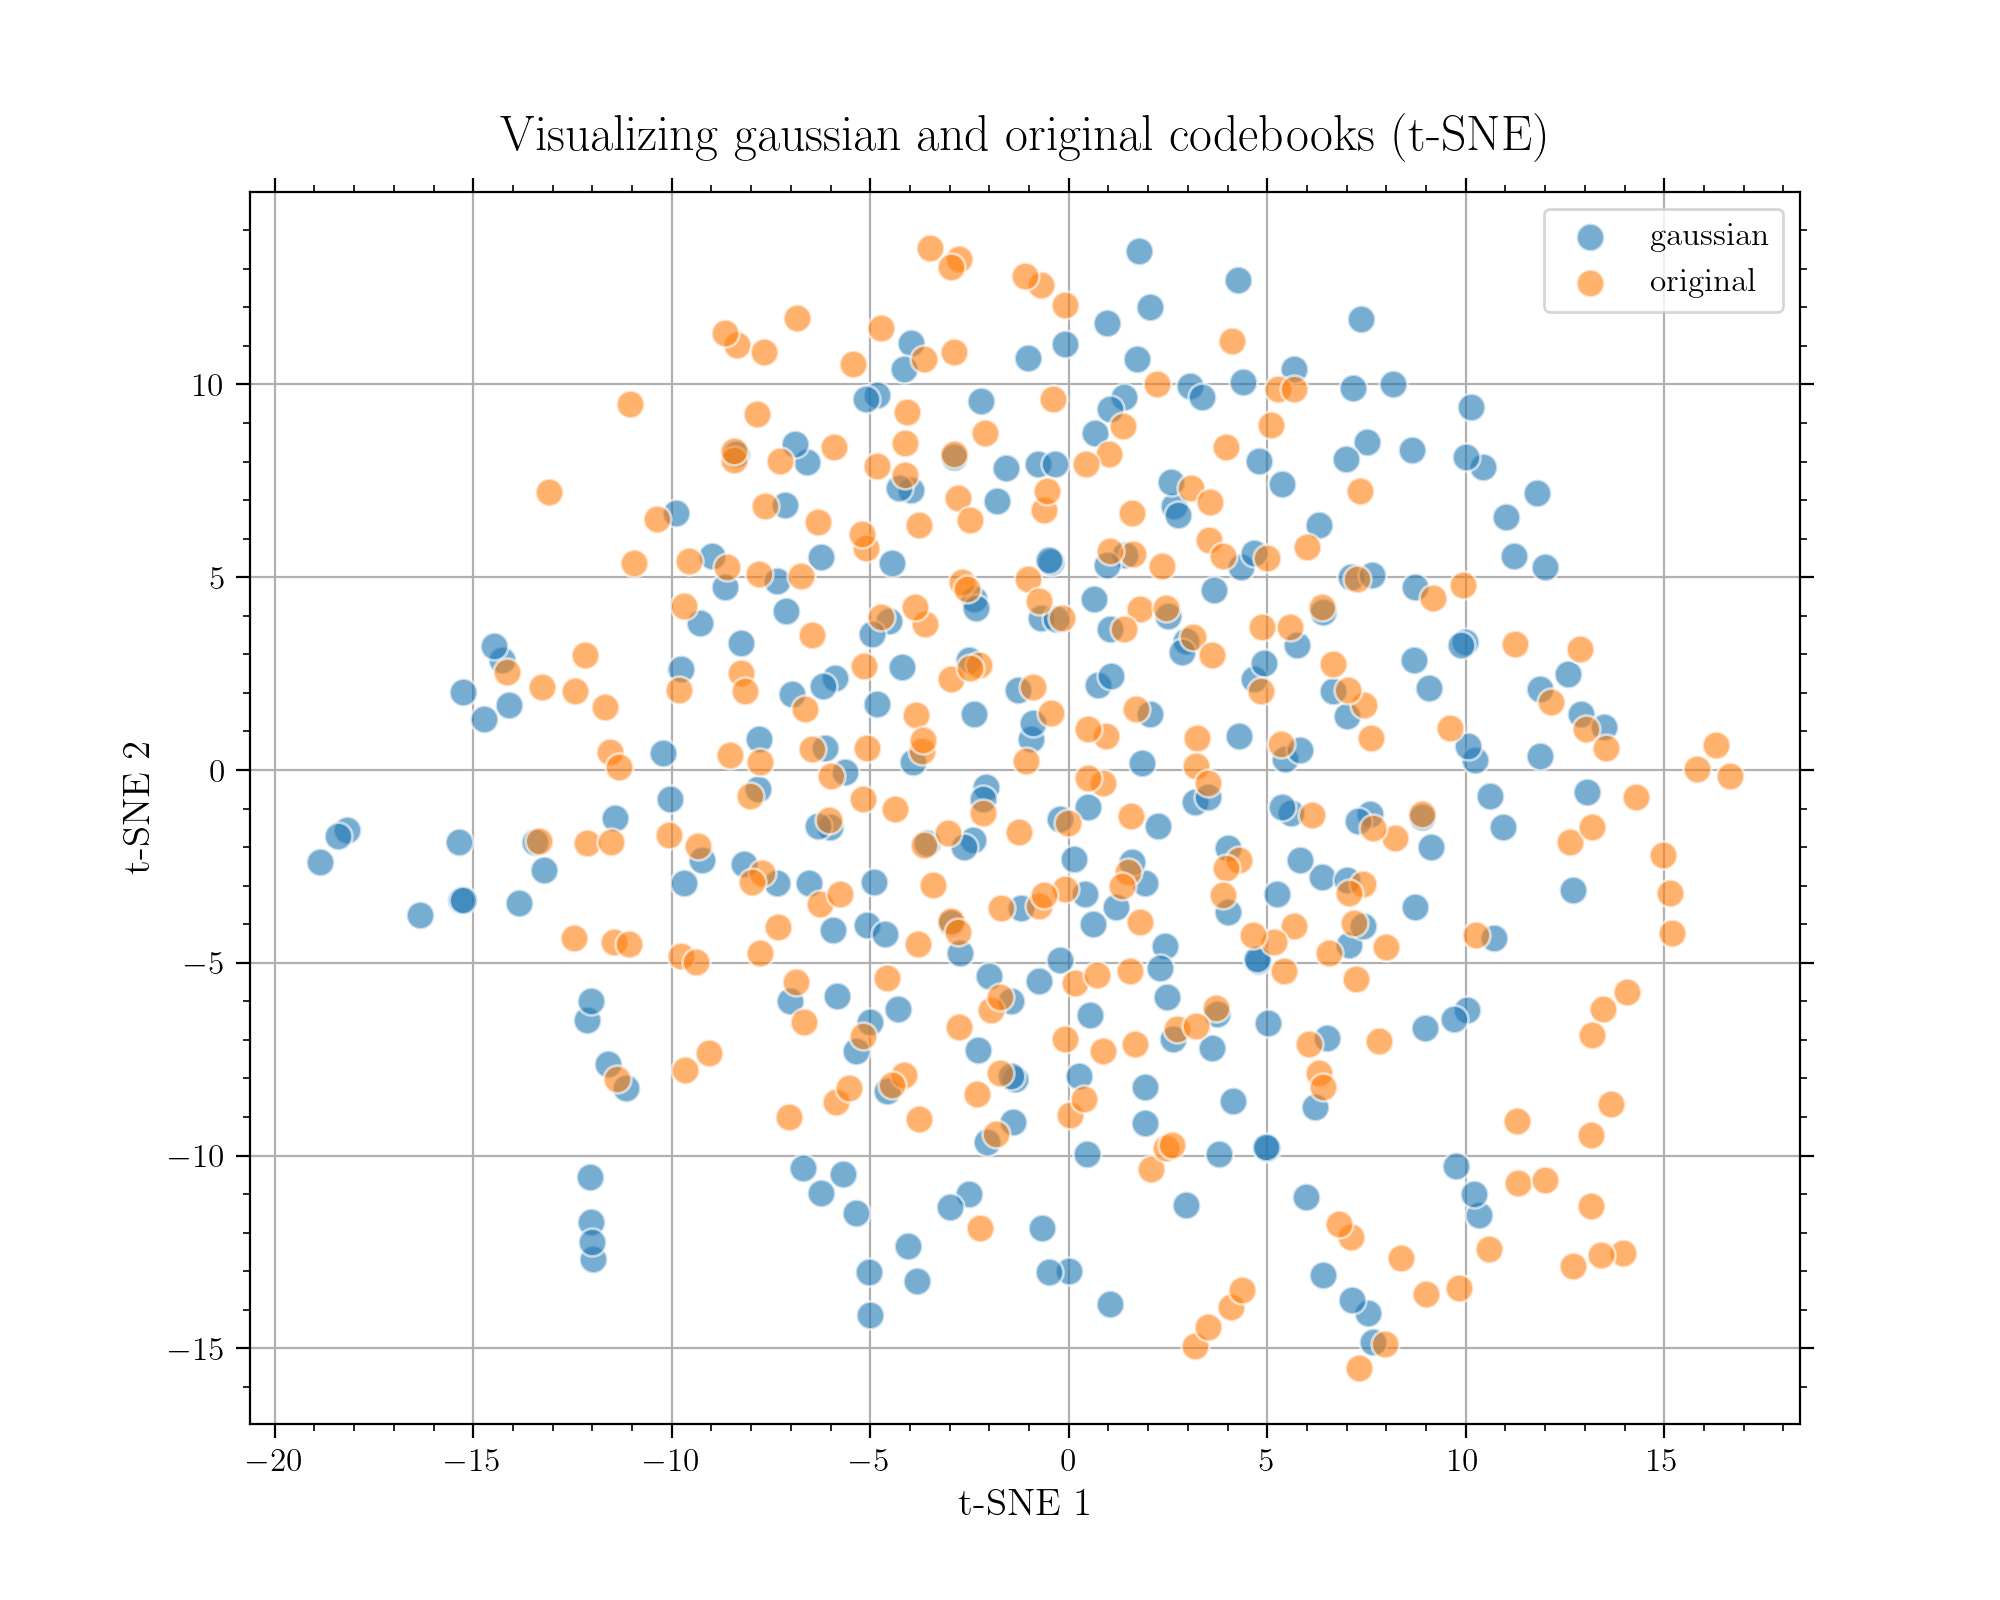 Visualizing gaussian and original codebooks (t-SNE)
gaussian
original
10
5
0
−5
−10
−15
t-SNE 2
−20 −15 −10 −5 0 5 10 15
t-SNE 1